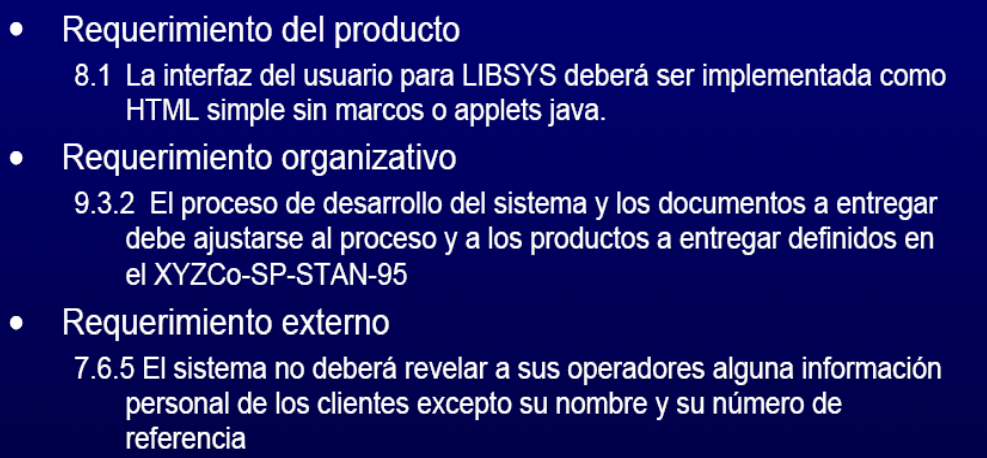 • Requerimiento del producto
8.1 La interfaz del usuario para LIBSYS deberá ser implementada como
HTML simple sin marcos o applets java.
• Requerimiento organizativo
9.3.2 El proceso de desarrollo del sistema y los documentos a entregar
debe ajustarse al proceso y a los productos a entregar definidos en
el XYZCo-SP-STAN-95
• Requerimiento externo
7.6.5 El sistema no deberá revelar a sus operadores alguna información
personal de los clientes excepto su nombre y su número de
referencia